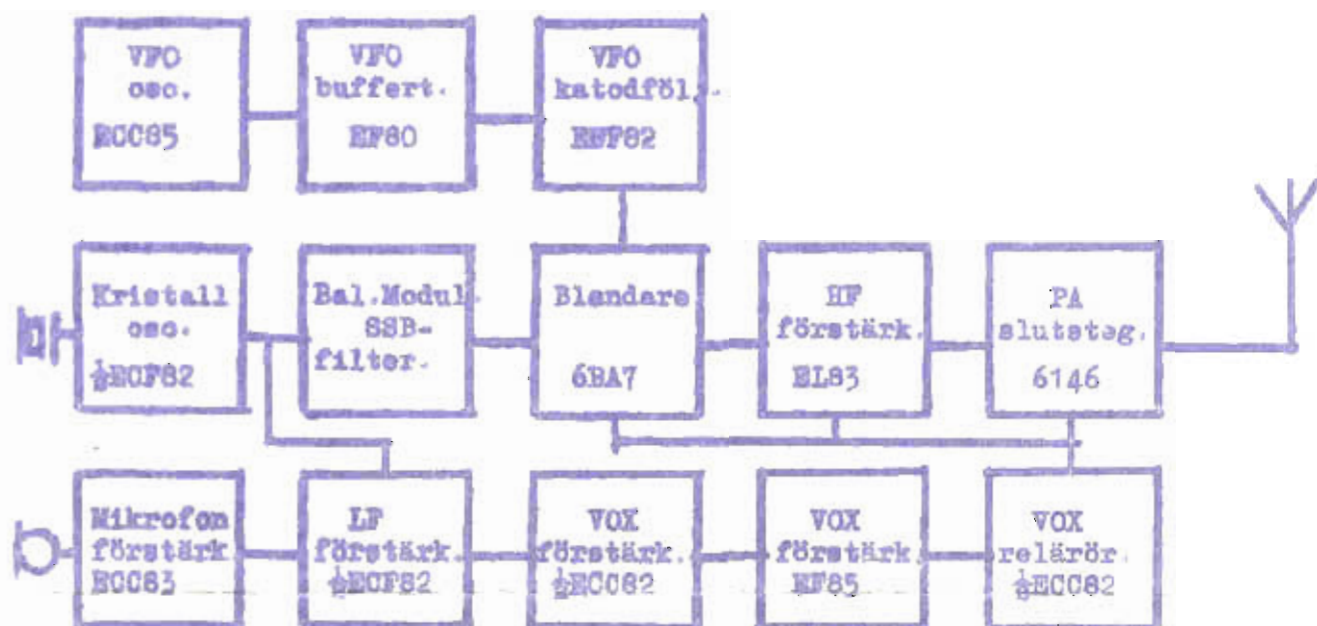 VFO
osc.
ECC85
VFO
buffert.
EF80
VFO
katodföl.
EBF82
Kristall
osc.
½ECF82
Bal.Modul.
SSB-
filter.
Blandare
6BA7
HF
förstärk.
EL83
PA
slutsteg.
6146
Mikrofon
förstärk
ECC83
LF
förstärk.
½ECF82
VOX
förstärk.
½ECC82
VOX
förstärk
EF85
VOX
relärör.
½ECC82